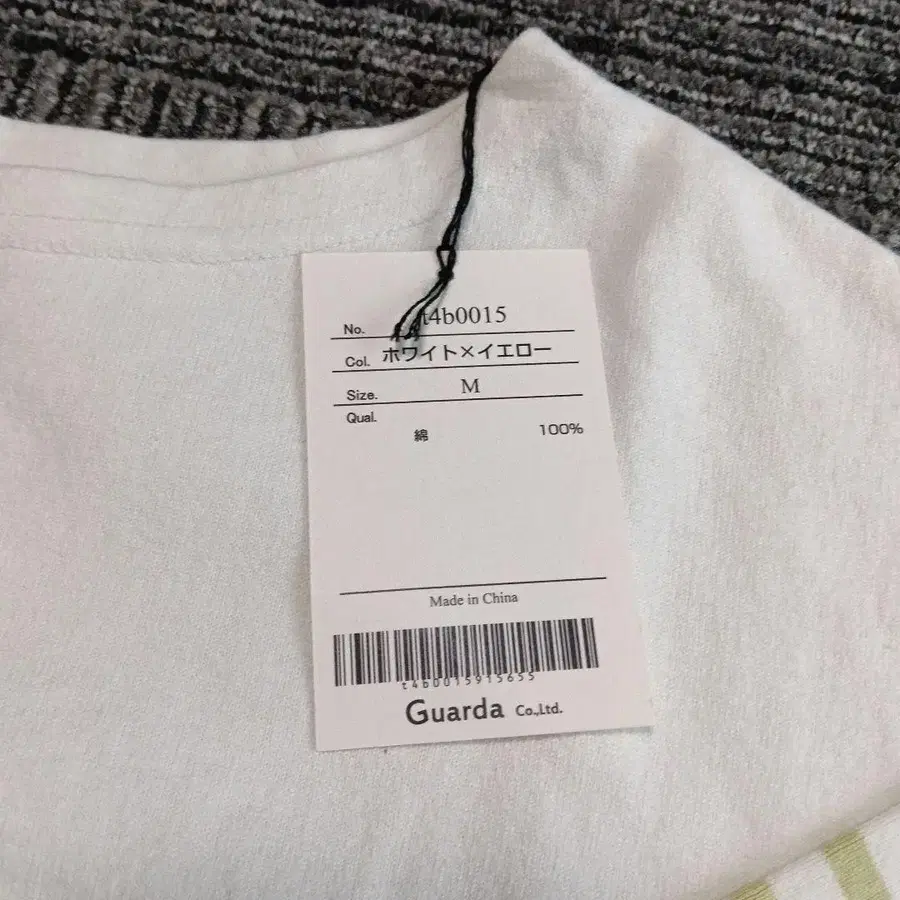 No. t4b0015
Col. ホワイト×イエロー
Size. M
Qual.
綿 100%
Made in China
t4b0015915655
Guarda Co.,Ltd.